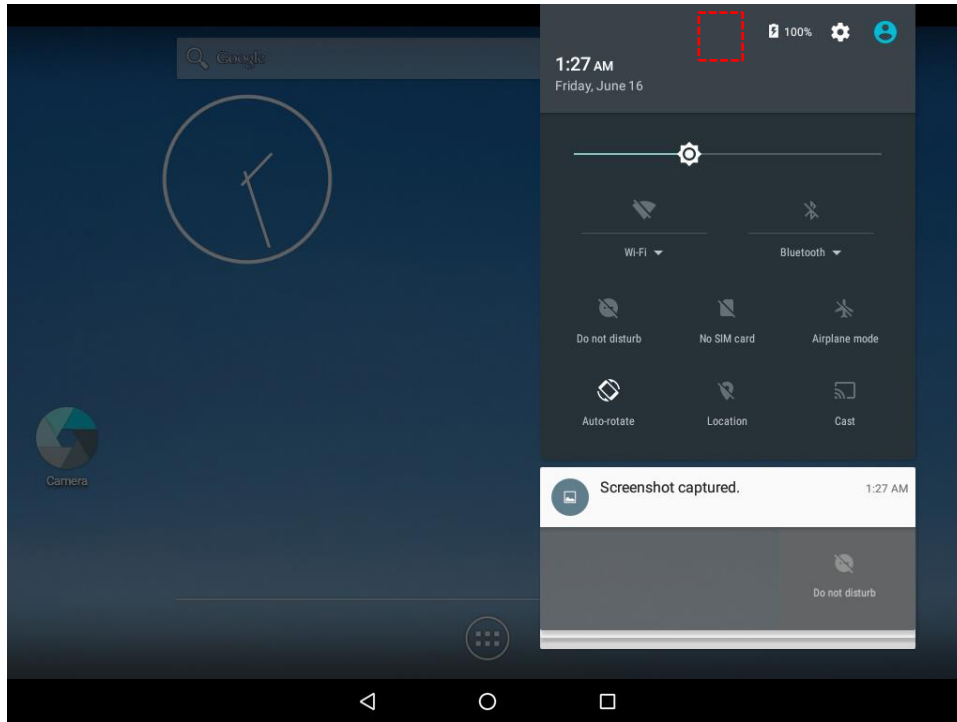 Google
100%
1:27 AM
Friday, June 16
Wi-Fi
Bluetooth
Do not disturb
No SIM card
Airplane mode
Auto-rotate
Location
Cast
Camera
Screenshot captured.
1:27 AM
Do not disturb